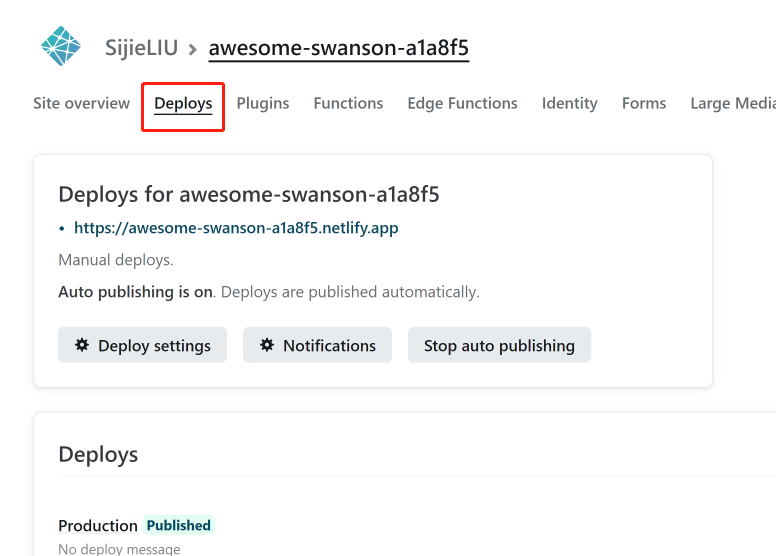 SijieLIU > awesome-swanson-a1a8f5
Site overview Deploys Plugins Functions Edge Functions Identity Forms Large Media
Deploys for awesome-swanson-a1a8f5
• https://awesome-swanson-a1a8f5.netlify.app
Manual deploys.
Auto publishing is on. Deploys are published automatically.
Deploy settings Notifications Stop auto publishing
Deploys
Production Published
No deploy message